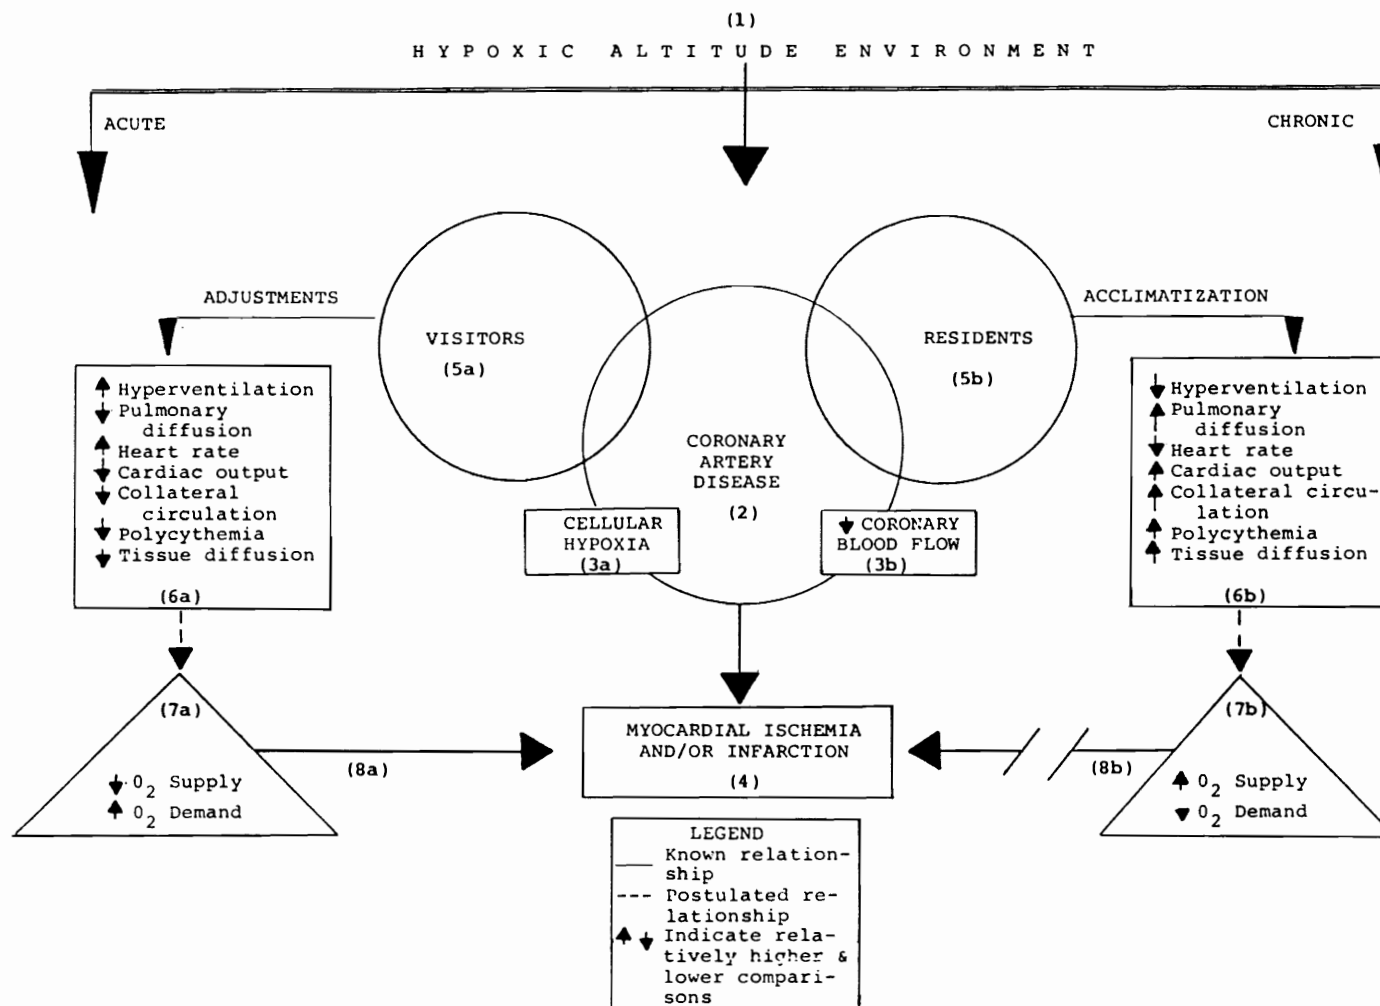 (1)
HYPOXIC ALTITUDE ENVIRONMENT
ACUTE
CHRONIC
ADJUSTMENTS
ACCLIMATIZATION
VISITORS
(5a)
RESIDENTS
(5b)
Hyperventilation
Pulmonary
diffusion
Heart rate
Cardiac output
Collateral
circulation
Polycythemia
Tissue diffusion
(6a)
CORONARY
ARTERY
DISEASE
(2)
CELLULAR
HYPOXIA
(3a)
CORONARY
BLOOD FLOW
(3b)
Hyperventilation
Pulmonary
diffusion
Heart rate
Cardiac output
Collateral circu-
lation
Polycythemia
Tissue diffusion
(6b)
(7a)
O2 Supply
O2 Demand
(8a)
MYOCARDIAL ISCHEMIA
AND/OR INFARCTION
(4)
(8b)
(7b)
O2 Supply
O2 Demand
LEGEND
Known relation-
ship
Postulated re-
lationship
Indicate rela-
tively higher &
lower compari-
sons